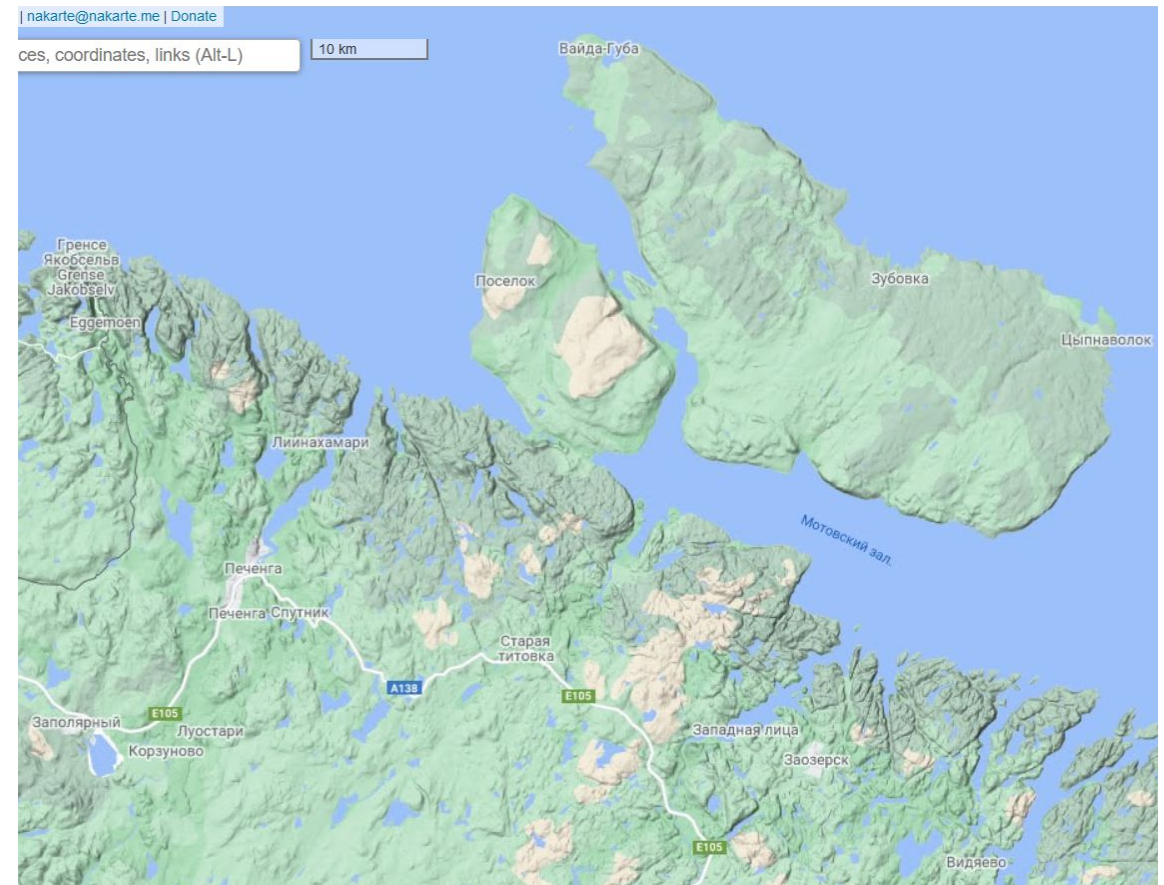 | nakarte@nakarte.me | Donate
ces, coordinates, links (Alt-L)
10 km
Вайда-Губа
Гренсе
Якобсельв
Grense
Jakobselv
Поселок
Зубовка
Eggemoen
Цыпнаволок
Лиинахамари
Мотовский зал.
Печенга
Печенга Спутник
Старая
титовка
A138
E105
E105
Заполярный
Луостари
Западная лица
Корзуново
Заозерск
E105
Видяево